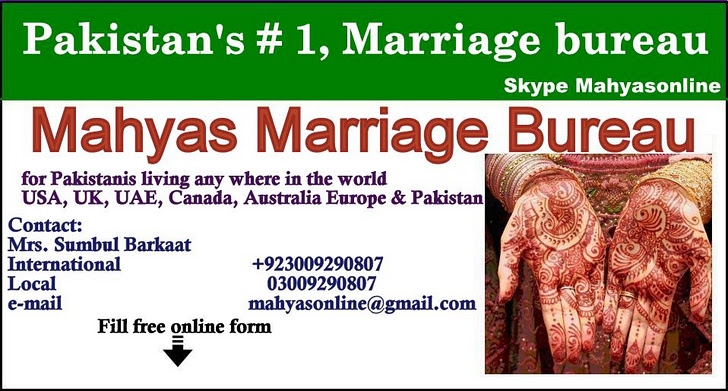 Pakistan's # 1, Marriage bureau
Skype Mahyasonline
Mahyas Marriage Bureau
for Pakistanis living any where in the world
USA, UK, UAE, Canada, Australia Europe & Pakistan
Contact:
Mrs. Sumbul Barkaat
International +923009290807
Local 03009290807
e-mail mahyasonline@gmail.com
Fill free online form